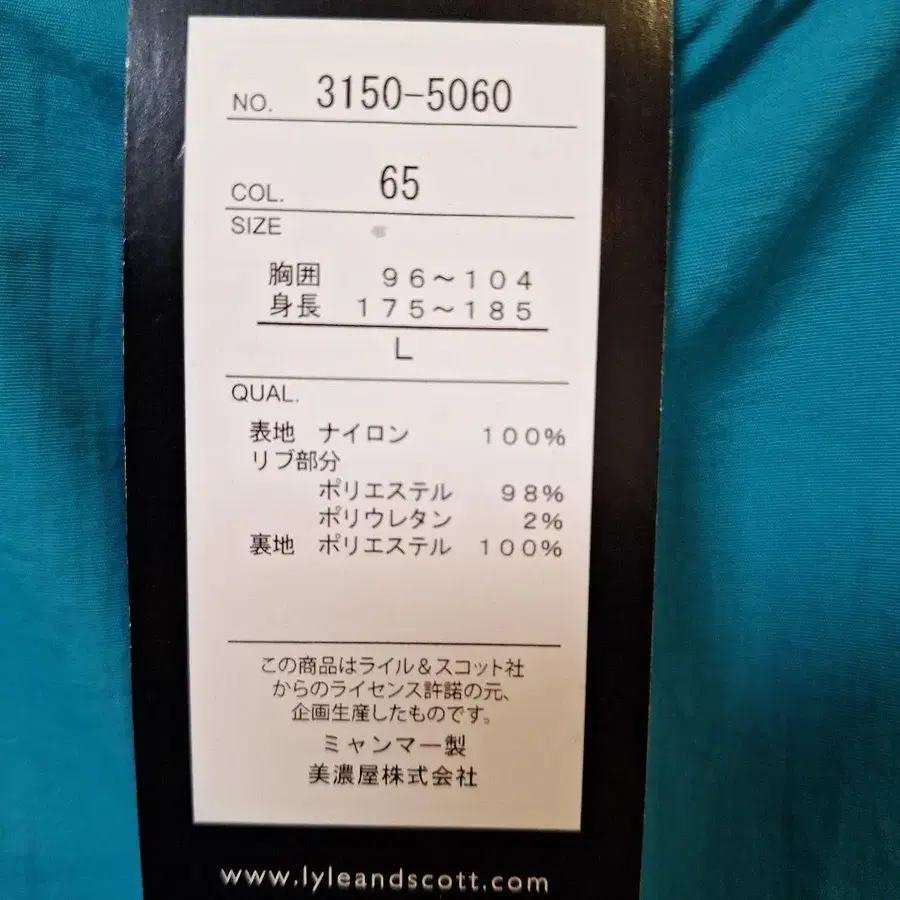 NO. 3150-5060
COL. 65
SIZE
胸囲 96～104
身長 175～185
L
QUAL.
表地 ナイロン 100%
リブ部分
ポリエステル 98%
ポリウレタン 2%
裏地 ポリエステル 100%
この商品はライル＆スコット社
からのライセンス許諾の元、
企画生産したものです。
ミャンマー製
美濃屋株式会社
www.lyleandscott.com